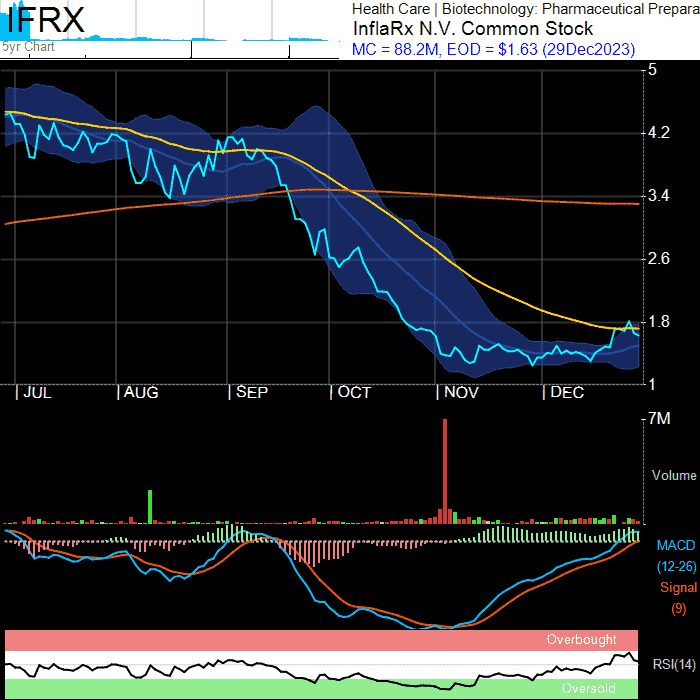 IFRX
5yr Chart
Health Care | Biotechnology: Pharmaceutical Prepara
InflaRx N.V. Common Stock
MC = 88.2M, EOD = $1.63 (29Dec2023)
5
4.2
3.4
2.6
1.8
1
| JUL | AUG | SEP | OCT | NOV | DEC
7M
Volume
MACD
(12-26)
Signal
(9)
Overbought
RSI(14)
Oversold